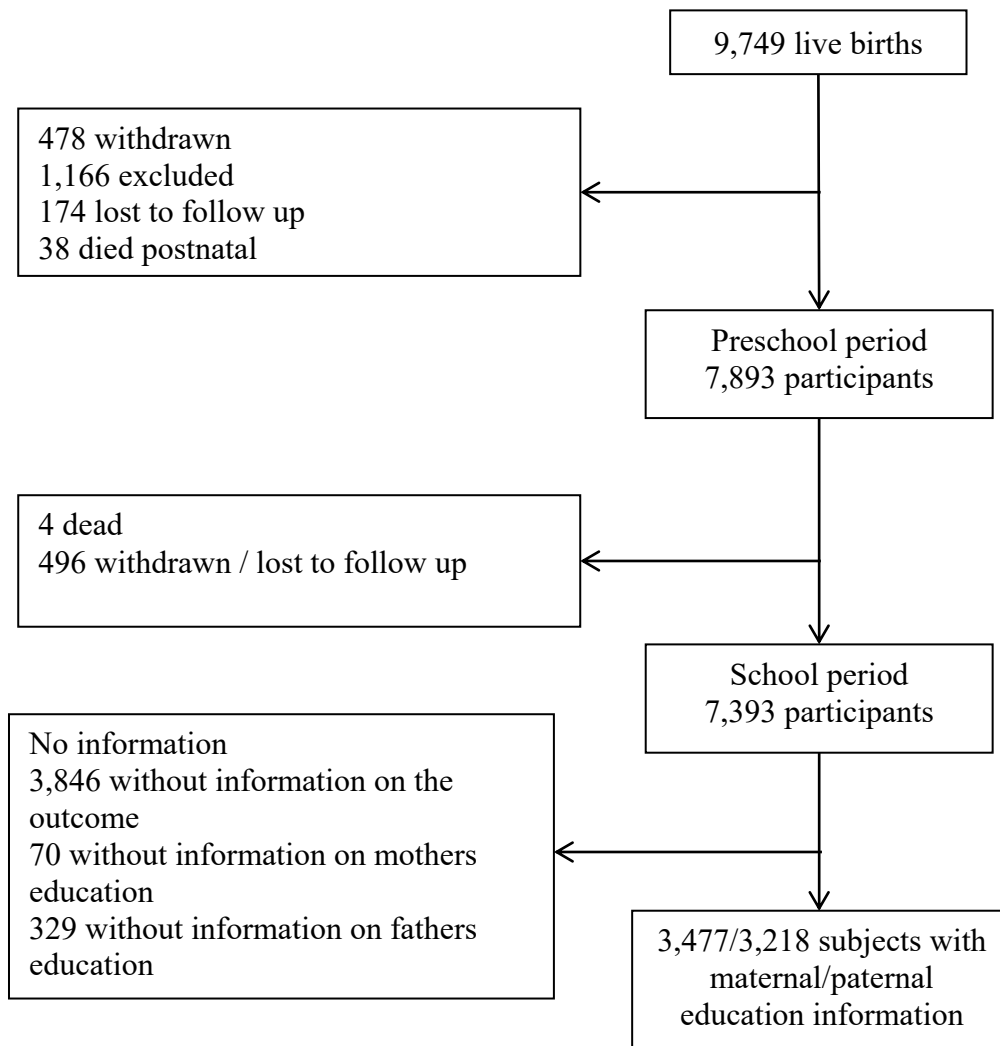 9,749 live births
478 withdrawn
1,166 excluded
174 lost to follow up
38 died postnatal
Preschool period
7,893 participants
4 dead
496 withdrawn / lost to follow up
School period
7,393 participants
No information
3,846 without information on the
outcome
70 without information on mothers
education
329 without information on fathers
education
3,477/3,218 subjects with
maternal/paternal
education information